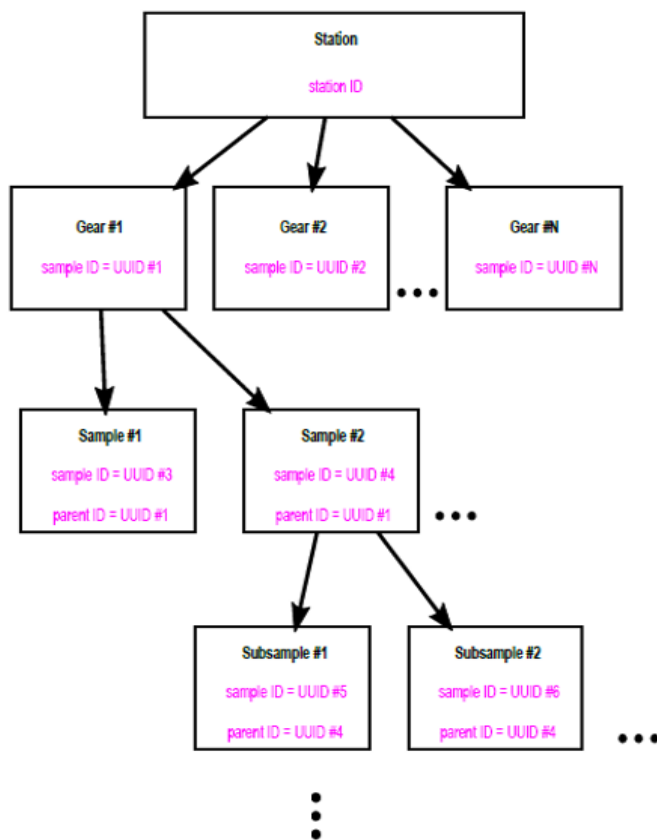 Station
station ID
Gear #1
sample ID = UUID #1
Gear #2
sample ID = UUID #2
Gear #N
sample ID = UUID #N
Sample #1
sample ID = UUID #3
parent ID = UUID #1
Sample #2
sample ID = UUID #4
parent ID = UUID #1
Subsample #1
sample ID = UUID #5
parent ID = UUID #4
Subsample #2
sample ID = UUID #6
parent ID = UUID #4